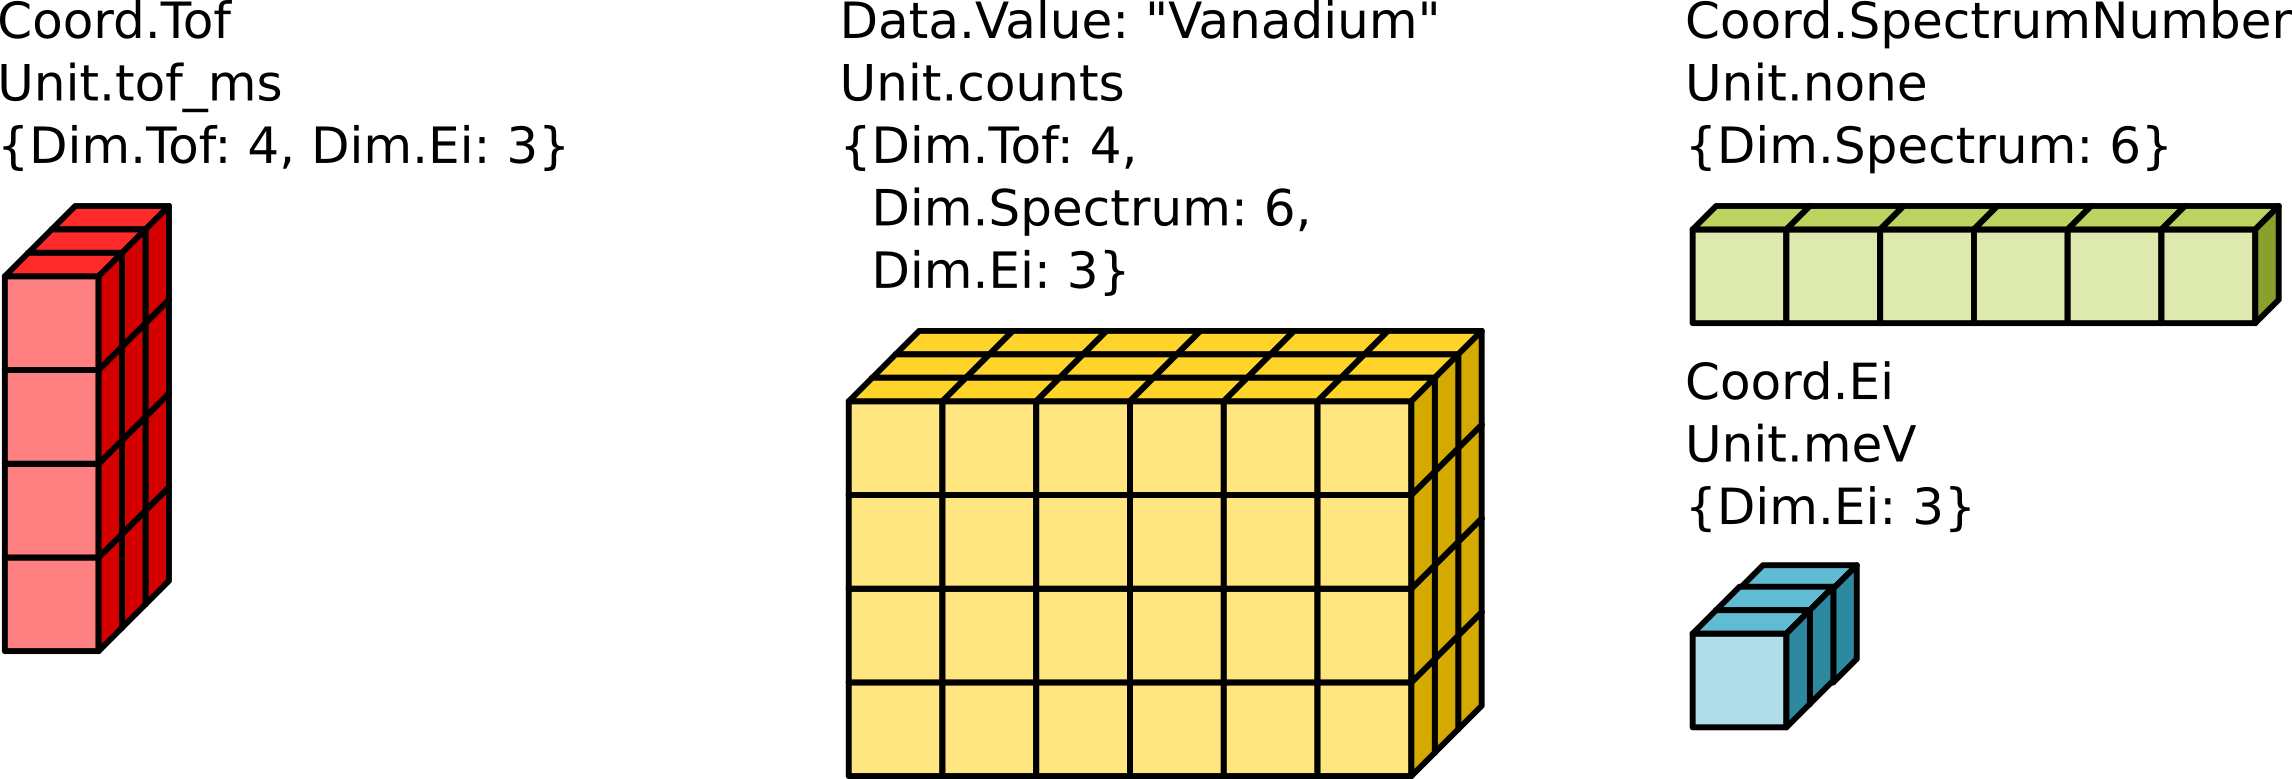 Coord.Tof
Unit.tof_ms
{Dim.Tof: 4, Dim.Ei: 3}
Data.Value: "Vanadium"
Unit.counts
{Dim.Tof: 4,
Dim.Spectrum: 6,
Dim.Ei: 3}
Coord.SpectrumNumber
Unit.none
{Dim.Spectrum: 6}
Coord.Ei
Unit.meV
{Dim.Ei: 3}